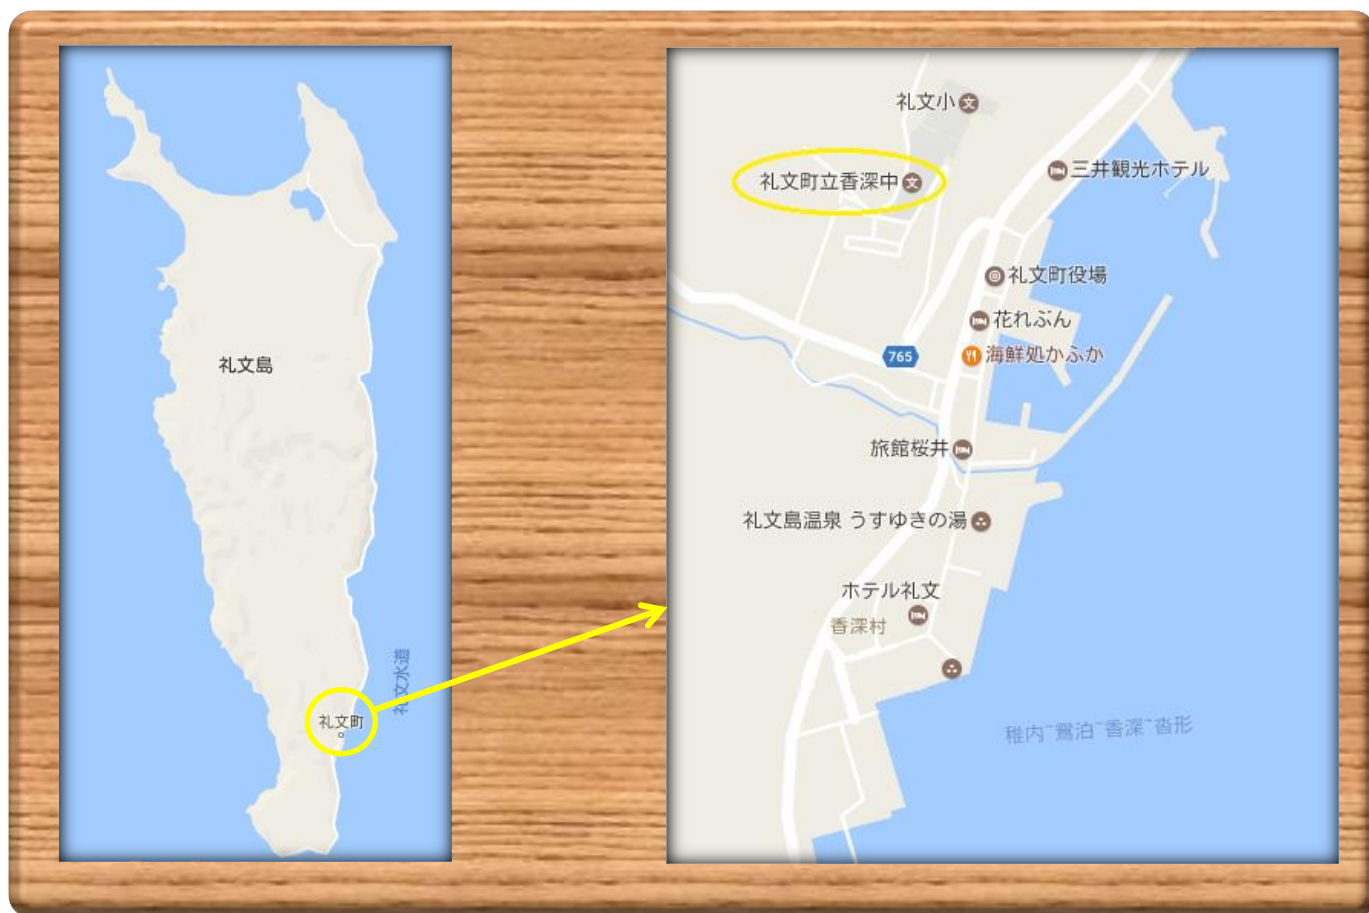 礼文島
礼文水道
礼文町
礼文小
礼文町立香深中
三井観光ホテル
礼文町役場
花れぶん
765
海鮮処かふか
旅館桜井
礼文島温泉 うすゆきの湯
ホテル礼文
香深村
稚内~鴛泊~香深~沓形